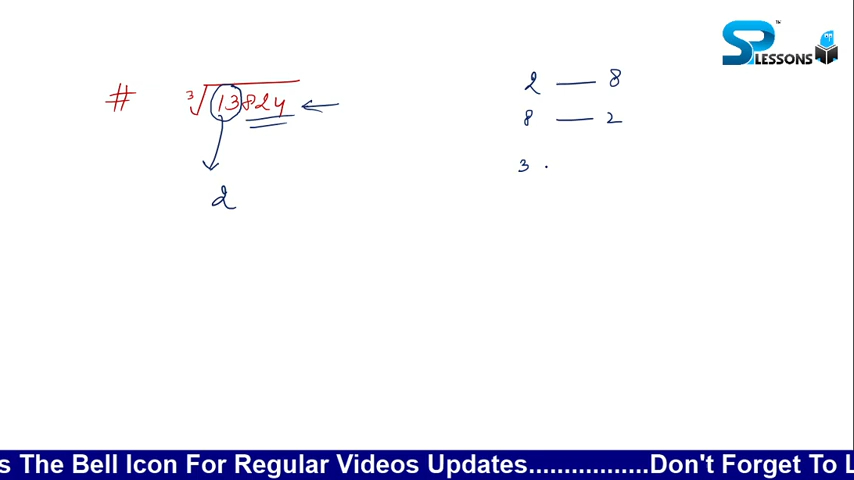 SP LESSONS
# ∛13824
2 — 8
8 — 2
3 .
2
s The Bell Icon For Regular Videos Updates.................Don't Forget To L